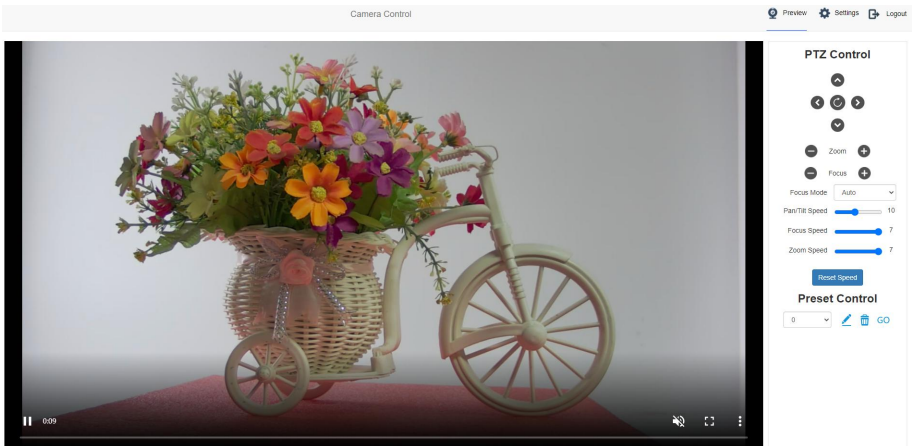 Camera Control
Preview Settings Logout
PTZ Control
Zoom
Focus
Focus Mode Auto
Pan/Tilt Speed 10
Focus Speed 7
Zoom Speed 7
Reset Speed
Preset Control
0 GO
0:09